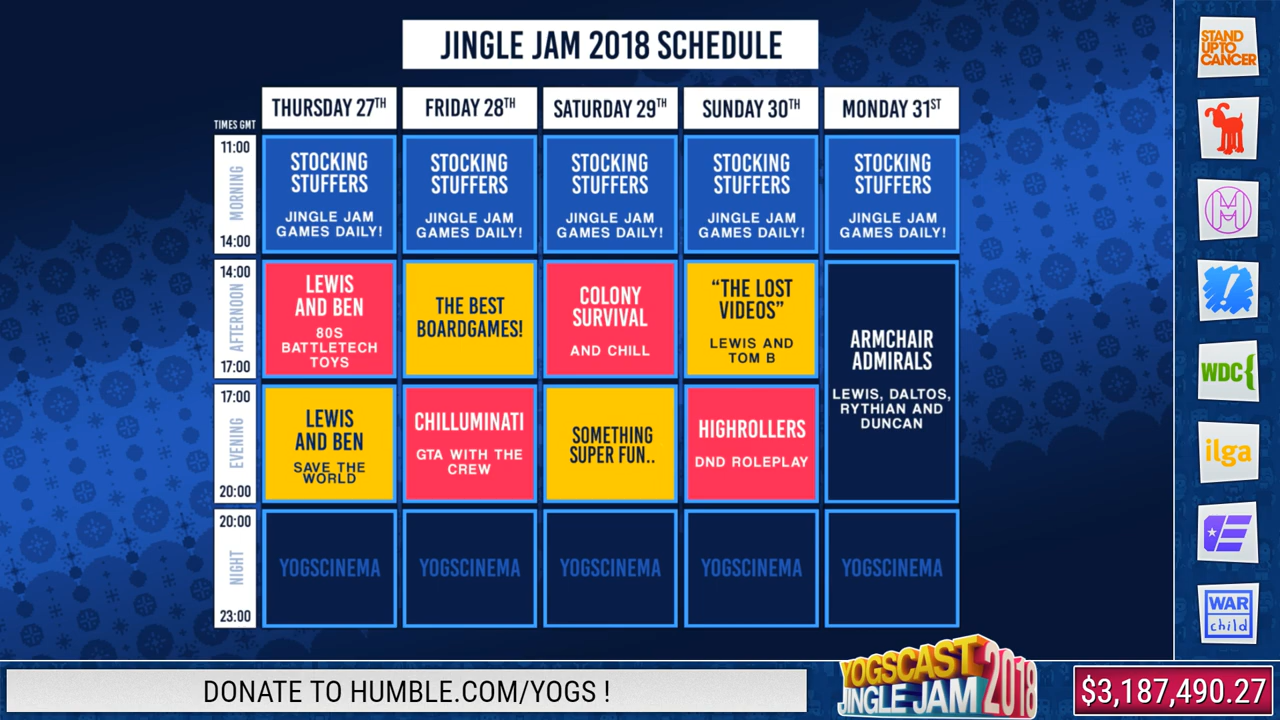 JINGLE JAM 2018 SCHEDULE
TIMES GMT
THURSDAY 27TH
FRIDAY 28TH
SATURDAY 29TH
SUNDAY 30TH
MONDAY 31ST
11:00
MORNING
14:00
STOCKING
STUFFERS
JINGLE JAM
GAMES DAILY!
STOCKING
STUFFERS
JINGLE JAM
GAMES DAILY!
STOCKING
STUFFERS
JINGLE JAM
GAMES DAILY!
STOCKING
STUFFERS
JINGLE JAM
GAMES DAILY!
STOCKING
STUFFERS
JINGLE JAM
GAMES DAILY!
14:00
AFTERNOON
17:00
LEWIS
AND BEN
80S
BATTLETECH
TOYS
THE BEST
BOARDGAMES!
COLONY
SURVIVAL
AND CHILL
“THE LOST
VIDEOS”
LEWIS AND
TOM B
ARMCHAIR
ADMIRALS
LEWIS, DALTOS,
RYTHIAN AND
DUNCAN
17:00
EVENING
20:00
LEWIS
AND BEN
SAVE THE
WORLD
CHILLUMINATI
GTA WITH THE
CREW
SOMETHING
SUPER FUN..
HIGHROLLERS
DND ROLEPLAY
20:00
NIGHT
23:00
YOGSCINEMA
YOGSCINEMA
YOGSCINEMA
YOGSCINEMA
YOGSCINEMA
STAND
UP TO
CANCER
WDC
ilga
WAR
child
DONATE TO HUMBLE.COM/YOGS !
YOGSCAST
JINGLE JAM
2018
$3,187,490.27